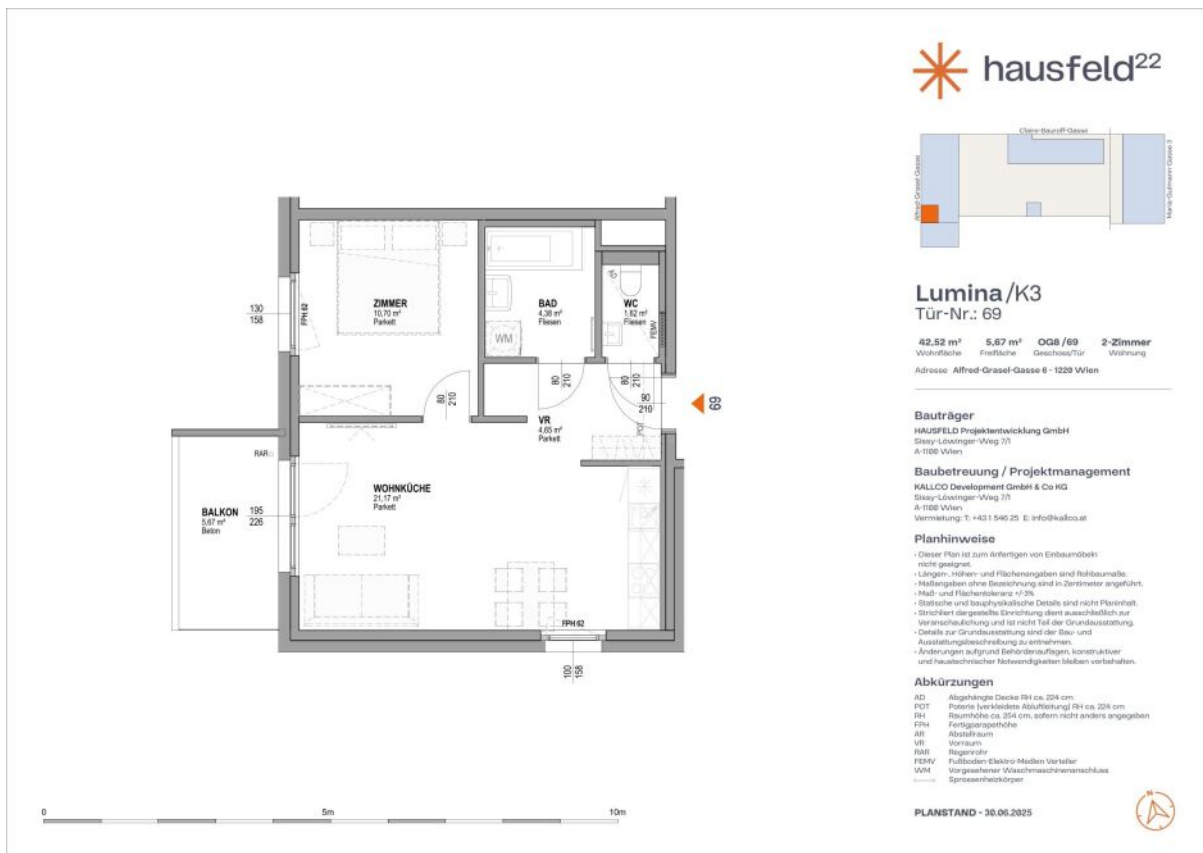 hausfeld²²
Claire-Bauroff-Gasse
Alfred-Grasel-Gasse
Maria-Gutmann-Gasse 3
Lumina/K3
Tür-Nr.: 69
42,52 m² 5,67 m² OG8 / 69 2-Zimmer
Wohnfläche Freifläche Geschoss/Tür Wohnung
Adresse Alfred-Grasel-Gasse 6 - 1220 Wien
Bauträger
HAUSFELD Projektentwicklung GmbH
Sissy-Löwinger-Weg 7/1
A-1100 Wien
Baubetreuung / Projektmanagement
KALLCO Development GmbH & Co KG
Sissy-Löwinger-Weg 7/1
A-1100 Wien
Vermietung: T: +43 1 546 25 E: info@kallco.at
Planhinweise
- Dieser Plan ist zum Anfertigen von Einbaumöbeln
nicht geeignet.
- Längen-, Höhen- und Flächenangaben sind Rohbaumaße.
- Maßangaben ohne Bezeichnung sind in Zentimeter angeführt.
- Maß- und Flächentoleranz +/-3%
- Statische und bauphysikalische Details sind nicht Planinhalt.
- Strichliert dargestellte Einrichtung dient ausschließlich zur
Veranschaulichung und ist nicht Teil der Grundausstattung.
- Details zur Grundausstattung sind der Bau- und
Ausstattungsbeschreibung zu entnehmen.
- Änderungen aufgrund Behördenauflagen, konstruktiver
und haustechnischer Notwendigkeiten bleiben vorbehalten.
Abkürzungen
AD Abgehängte Decke RH ca. 224 cm
POT Poterie (verkleidete Abluftleitung) RH ca. 224 cm
RH Raumhöhe ca. 254 cm, sofern nicht anders angegeben
FPH Fertigparapethöhe
AR Abstellraum
VR Vorraum
RAR Regenrohr
FEMV Fußboden-Elektro-Medien Verteiler
WM Vorgesehener Waschmaschinenanschluss
Sprossenheizkörper
PLANSTAND - 30.06.2025
N
ZIMMER
10,70 m²
Parkett
BAD
4,38 m²
Fliesen
WC
1,82 m²
Fliesen
AD
FEMV
WM
130
158
FPH 62
80
210
80
210
80
210
90
210
69
VR
4,65 m²
Parkett
POT
RAR
BALKON
5,67 m²
Beton
195
226
WOHNKÜCHE
21,17 m²
Parkett
FPH 62
100
158
0 5m 10m